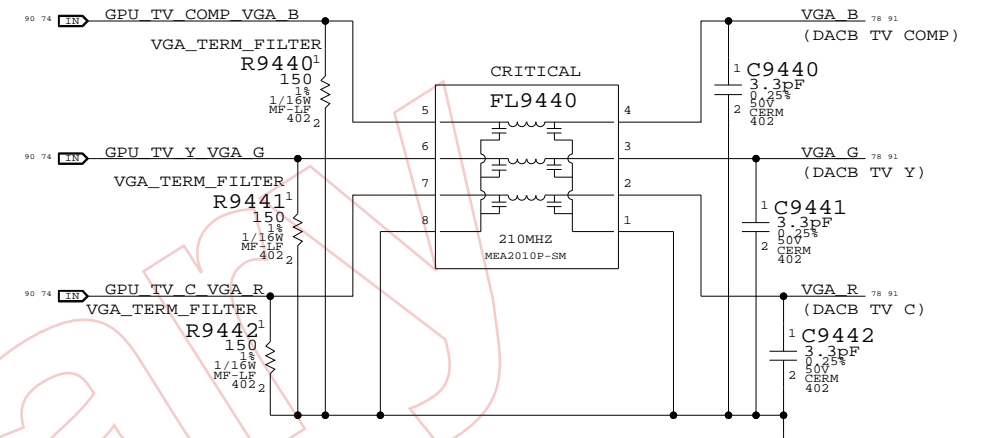 90 74 IN GPU_TV_COMP_VGA_B
VGA_TERM_FILTER
R9440 1
150
1%
1/16W
MF-LF
402 2
CRITICAL
FL9440
5 4
6 3
7 2
8 1
210MHZ
MEA2010P-SM
VGA_B 78 91
(DACB TV COMP)
1 C9440
3.3pF
0.25%
2 50V
CERM
402
90 74 IN GPU_TV_Y_VGA_G
VGA_TERM_FILTER
R9441 1
150
1%
1/16W
MF-LF
402 2
VGA_G 78 91
(DACB TV Y)
1 C9441
3.3pF
0.25%
2 50V
CERM
402
90 74 IN GPU_TV_C_VGA_R
VGA_TERM_FILTER
R9442 1
150
1%
1/16W
MF-LF
402 2
VGA_R 78 91
(DACB TV C)
1 C9442
3.3pF
0.25%
2 50V
CERM
402
ary